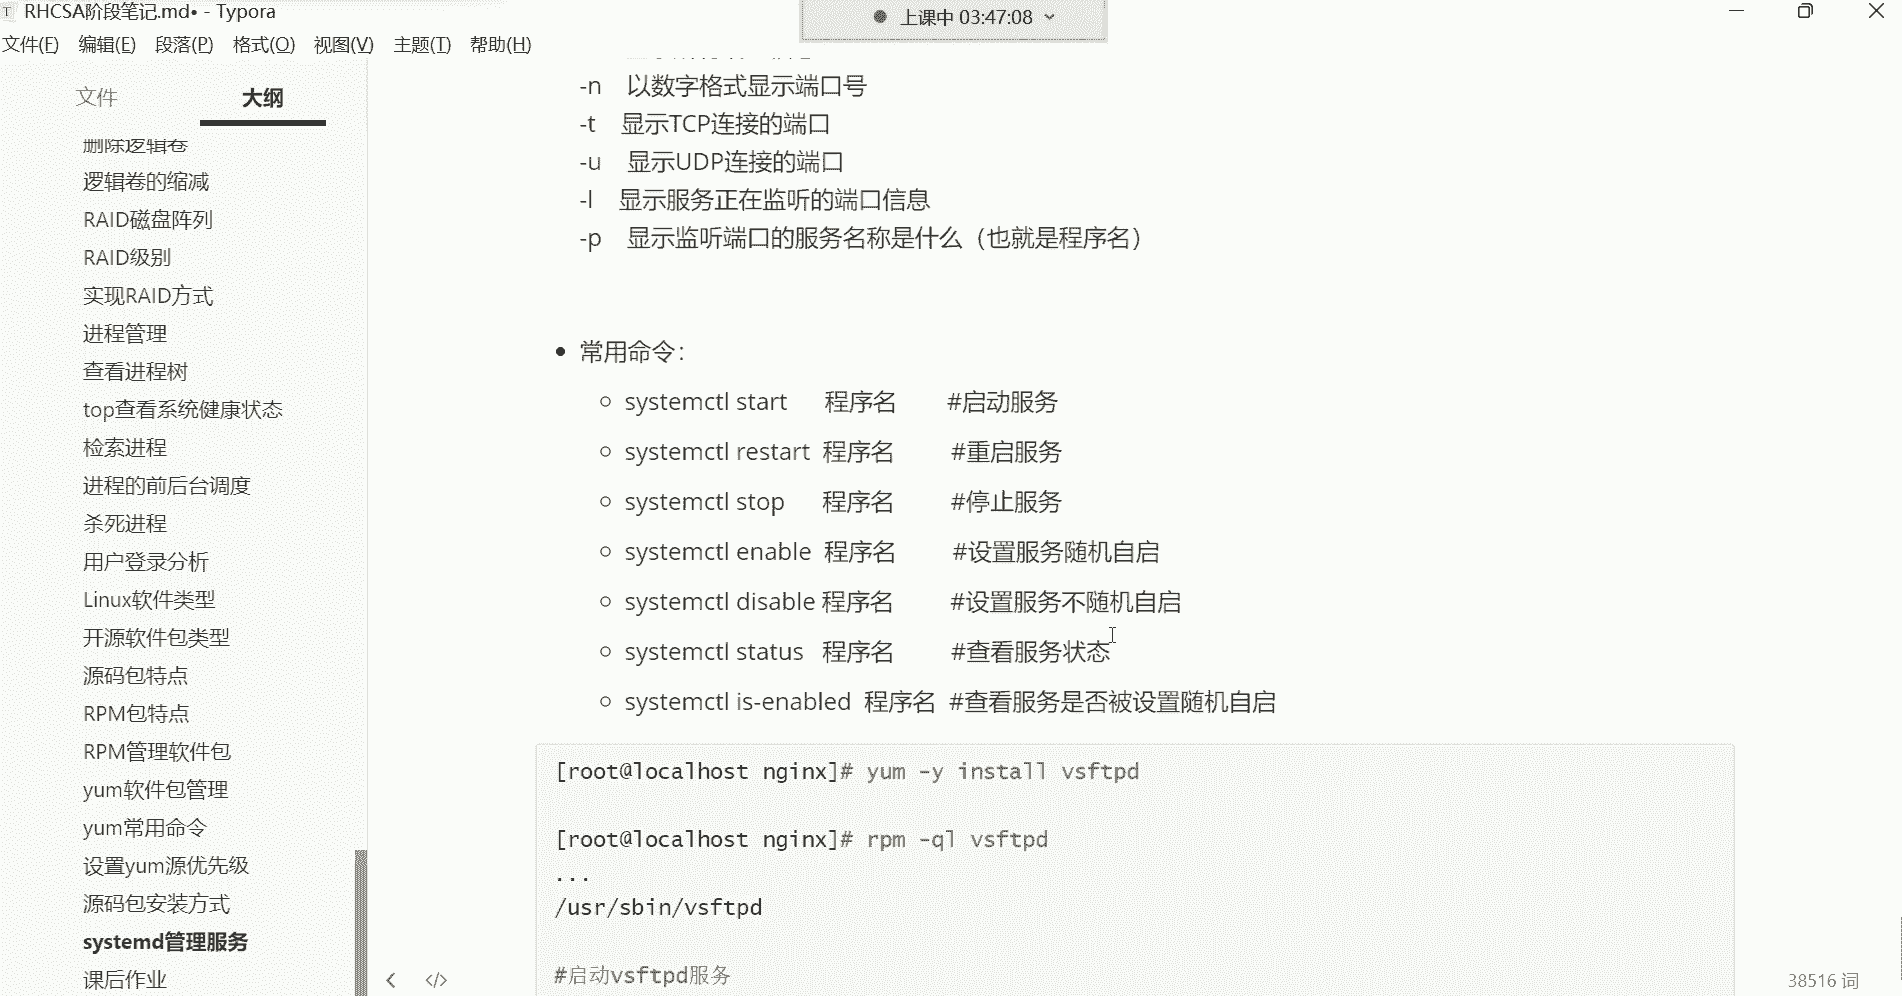 RHCSA阶段笔记.md• - Typora
上课中 03:47:08
文件(F) 编辑(E) 段落(P) 格式(O) 视图(V) 主题(T) 帮助(H)
文件 大纲
删除逻辑卷
逻辑卷的缩减
RAID磁盘阵列
RAID级别
实现RAID方式
进程管理
查看进程树
top查看系统健康状态
检索进程
进程的前后台调度
杀死进程
用户登录分析
Linux软件类型
开源软件包类型
源码包特点
RPM包特点
RPM管理软件包
yum软件包管理
yum常用命令
设置yum源优先级
源码包安装方式
systemd管理服务
课后作业
-n 以数字格式显示端口号
-t 显示TCP连接的端口
-u 显示UDP连接的端口
-l 显示服务正在监听的端口信息
-p 显示监听端口的服务名称是什么（也就是程序名）
• 常用命令：
systemctl start 程序名 #启动服务
systemctl restart 程序名 #重启服务
systemctl stop 程序名 #停止服务
systemctl enable 程序名 #设置服务随机自启
systemctl disable 程序名 #设置服务不随机自启
systemctl status 程序名 #查看服务状态
systemctl is-enabled 程序名 #查看服务是否被设置随机自启
[root@localhost nginx]# yum -y install vsftpd
[root@localhost nginx]# rpm -ql vsftpd
...
/usr/sbin/vsftpd
#启动vsftpd服务
38516 词